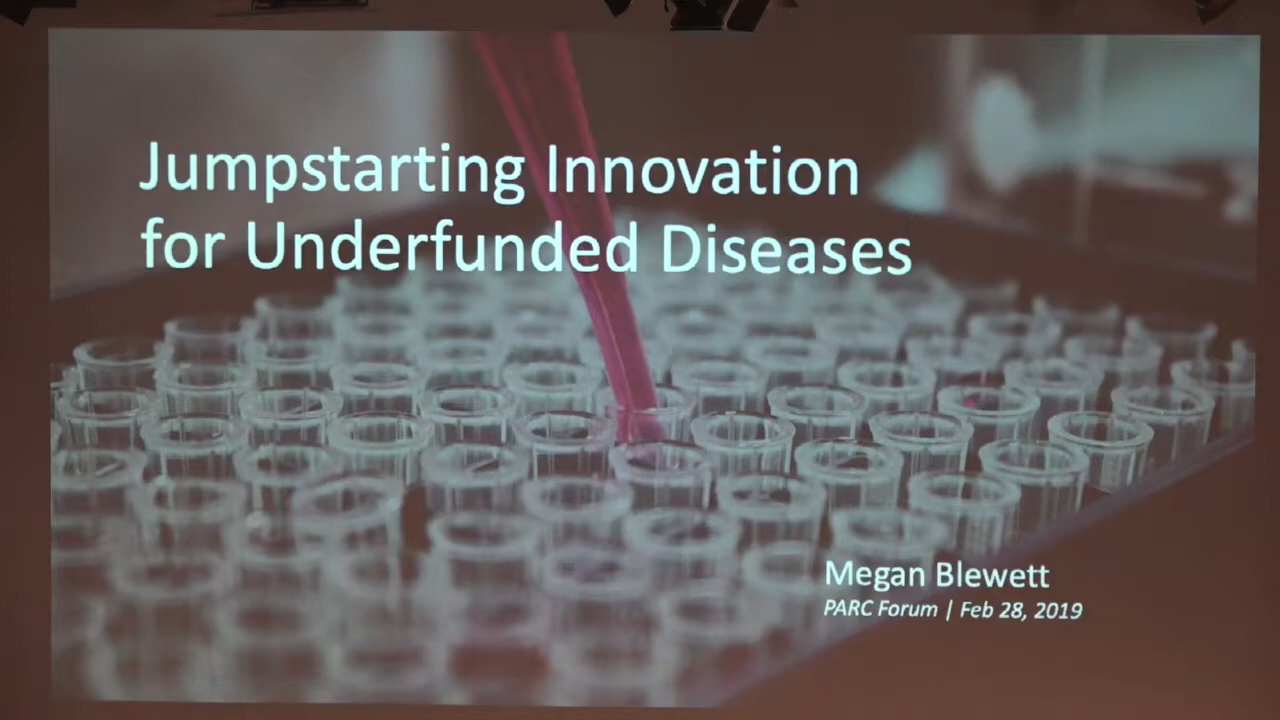 Jumpstarting Innovation
for Underfunded Diseases
Megan Blewett
PARC Forum | Feb 28, 2019